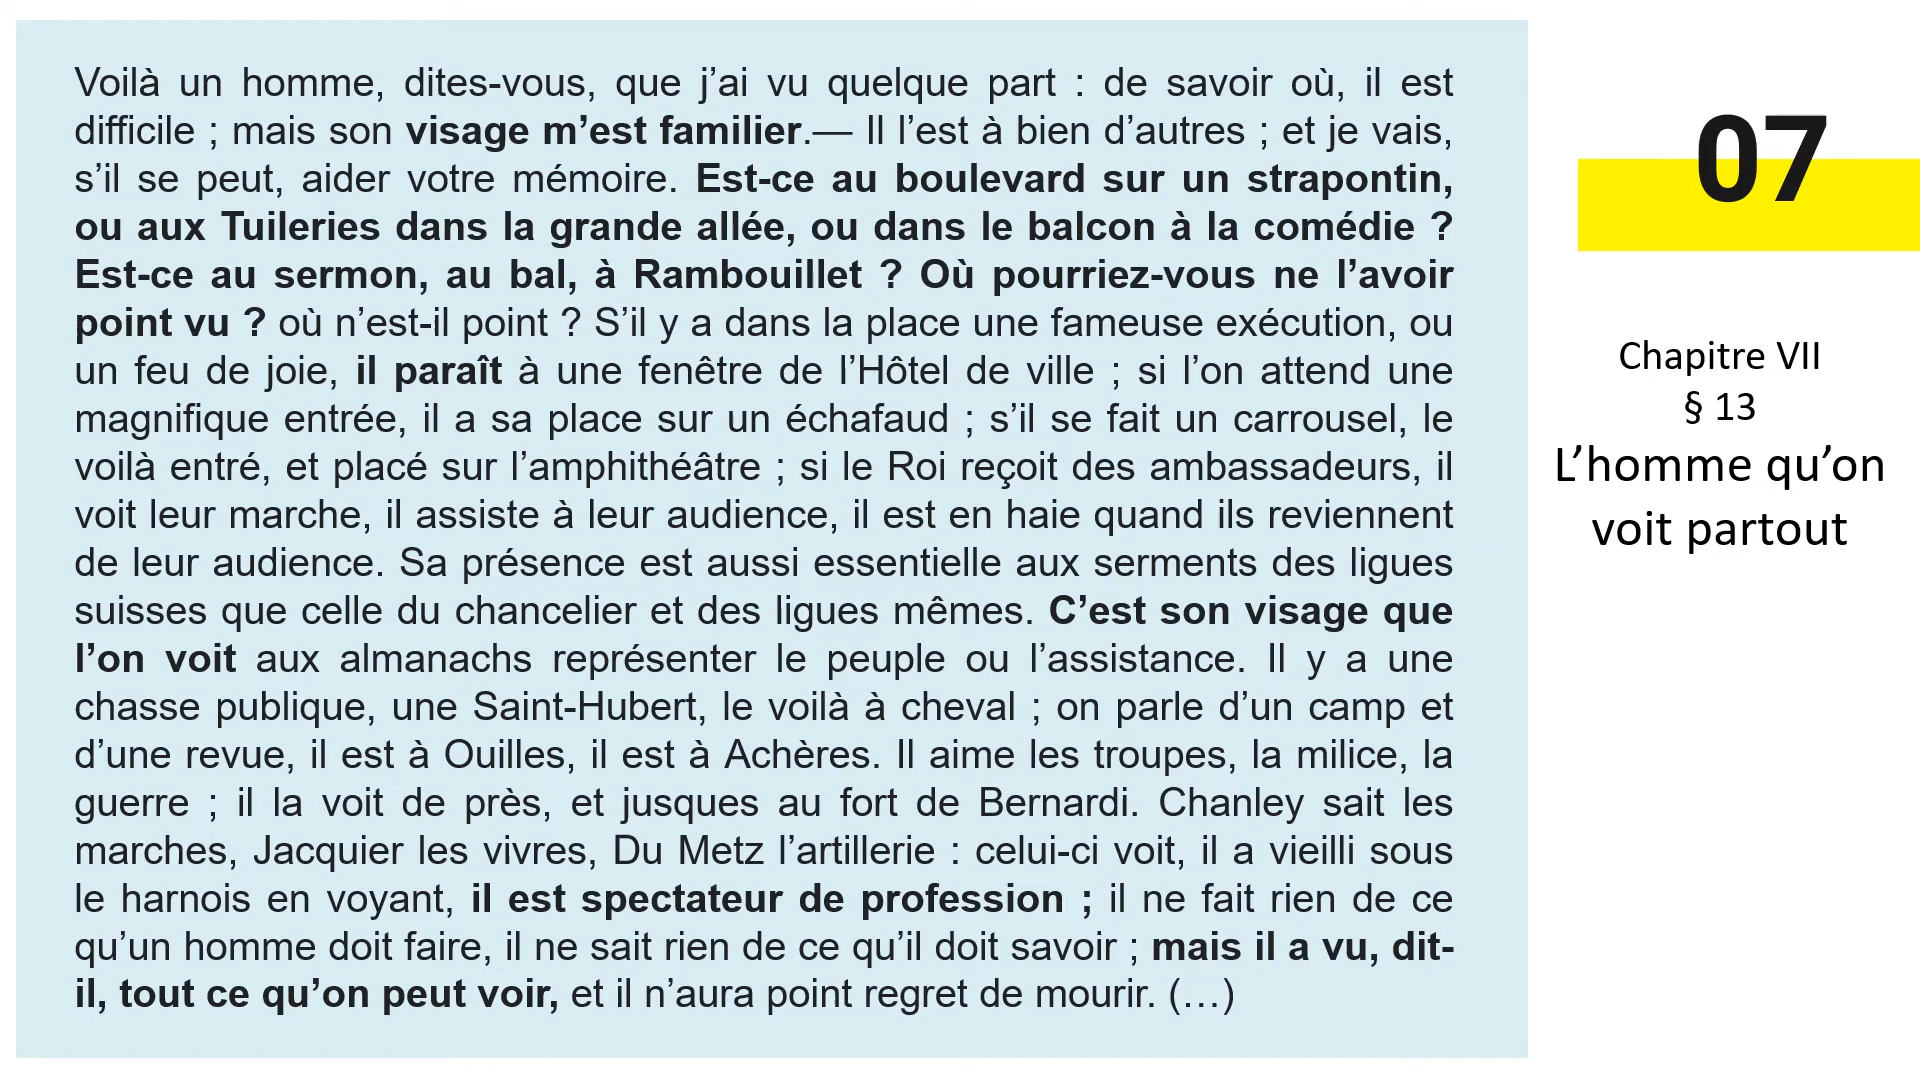 Voilà un homme, dites-vous, que j’ai vu quelque part : de savoir où, il est
difficile ; mais son visage m’est familier.— Il l’est à bien d’autres ; et je vais,
s’il se peut, aider votre mémoire. Est-ce au boulevard sur un strapontin,
ou aux Tuileries dans la grande allée, ou dans le balcon à la comédie ?
Est-ce au sermon, au bal, à Rambouillet ? Où pourriez-vous ne l’avoir
point vu ? où n’est-il point ? S’il y a dans la place une fameuse exécution, ou
un feu de joie, il paraît à une fenêtre de l’Hôtel de ville ; si l’on attend une
magnifique entrée, il a sa place sur un échafaud ; s’il se fait un carrousel, le
voilà entré, et placé sur l’amphithéâtre ; si le Roi reçoit des ambassadeurs, il
voit leur marche, il assiste à leur audience, il est en haie quand ils reviennent
de leur audience. Sa présence est aussi essentielle aux serments des ligues
suisses que celle du chancelier et des ligues mêmes. C’est son visage que
l’on voit aux almanachs représenter le peuple ou l’assistance. Il y a une
chasse publique, une Saint-Hubert, le voilà à cheval ; on parle d’un camp et
d’une revue, il est à Ouilles, il est à Achères. Il aime les troupes, la milice, la
guerre ; il la voit de près, et jusques au fort de Bernardi. Chanley sait les
marches, Jacquier les vivres, Du Metz l’artillerie : celui-ci voit, il a vieilli sous
le harnois en voyant, il est spectateur de profession ; il ne fait rien de ce
qu’un homme doit faire, il ne sait rien de ce qu’il doit savoir ; mais il a vu, dit-
il, tout ce qu’on peut voir, et il n’aura point regret de mourir. (…)
07
Chapitre VII
§ 13
L’homme qu’on
voit partout